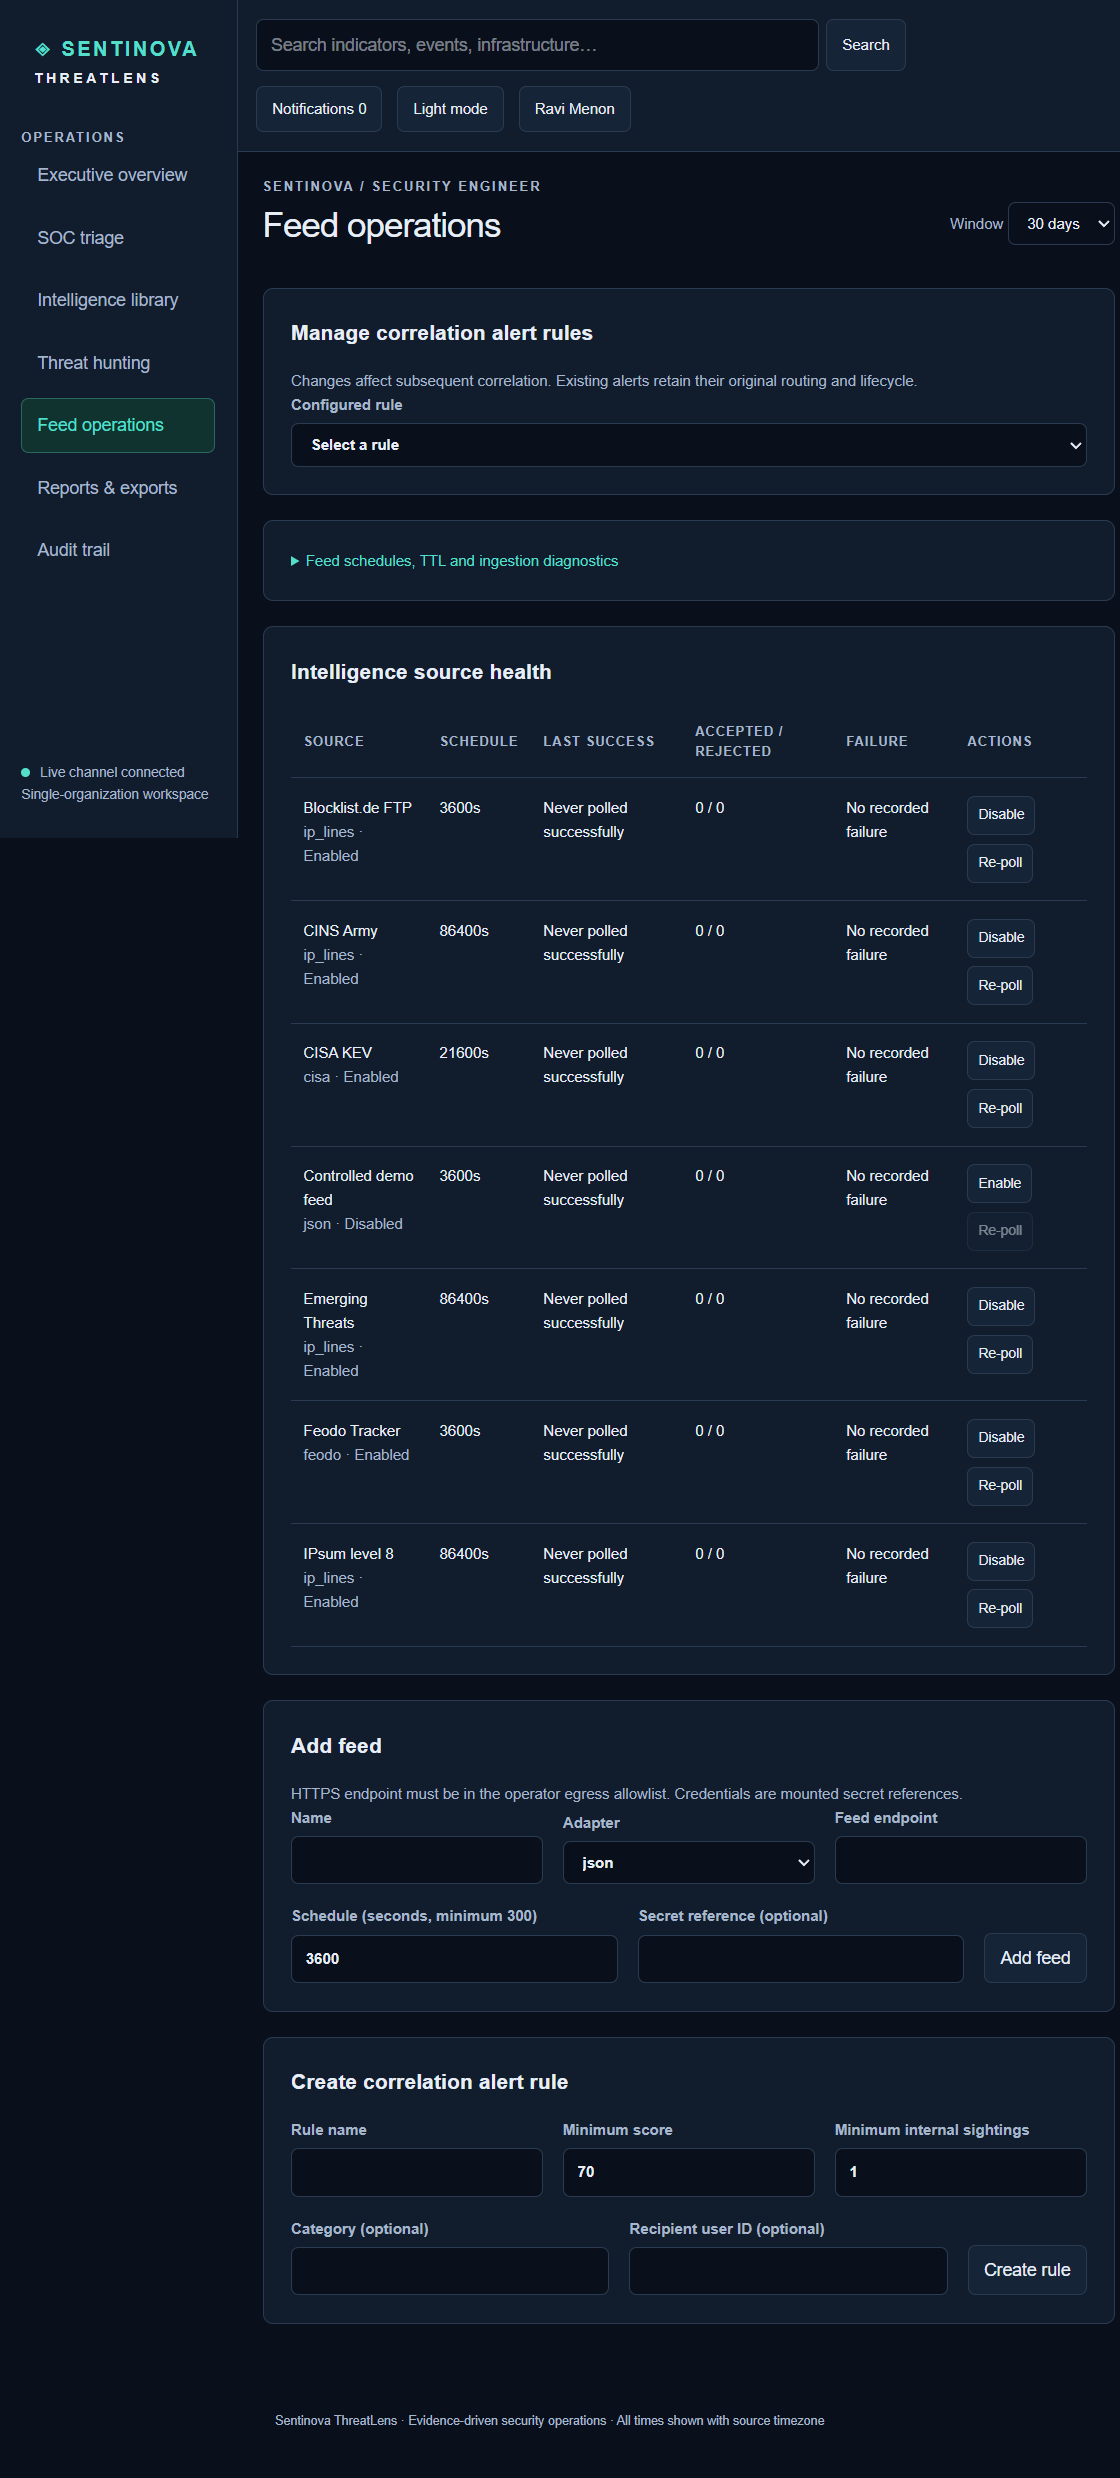 SENTINOVA
THREATLENS
OPERATIONS
Executive overview
SOC triage
Intelligence library
Threat hunting
Feed operations
Reports & exports
Audit trail
Live channel connected
Single-organization workspace
Search indicators, events, infrastructure…
Search
Notifications 0
Light mode
Ravi Menon
SENTINOVA / SECURITY ENGINEER
Feed operations
Window
30 days
Manage correlation alert rules
Changes affect subsequent correlation. Existing alerts retain their original routing and lifecycle.
Configured rule
Select a rule
Feed schedules, TTL and ingestion diagnostics
Intelligence source health
SOURCE
SCHEDULE
LAST SUCCESS
ACCEPTED /
REJECTED
FAILURE
ACTIONS
Blocklist.de FTP
ip_lines ·
Enabled
3600s
Never polled
successfully
0 / 0
No recorded
failure
Disable
Re-poll
CINS Army
ip_lines ·
Enabled
86400s
Never polled
successfully
0 / 0
No recorded
failure
Disable
Re-poll
CISA KEV
cisa · Enabled
21600s
Never polled
successfully
0 / 0
No recorded
failure
Disable
Re-poll
Controlled demo
feed
json · Disabled
3600s
Never polled
successfully
0 / 0
No recorded
failure
Enable
Re-poll
Emerging
Threats
ip_lines ·
Enabled
86400s
Never polled
successfully
0 / 0
No recorded
failure
Disable
Re-poll
Feodo Tracker
feodo · Enabled
3600s
Never polled
successfully
0 / 0
No recorded
failure
Disable
Re-poll
IPsum level 8
ip_lines ·
Enabled
86400s
Never polled
successfully
0 / 0
No recorded
failure
Disable
Re-poll
Add feed
HTTPS endpoint must be in the operator egress allowlist. Credentials are mounted secret references.
Name
Adapter
json
Feed endpoint
Schedule (seconds, minimum 300)
3600
Secret reference (optional)
Add feed
Create correlation alert rule
Rule name
Minimum score
70
Minimum internal sightings
1
Category (optional)
Recipient user ID (optional)
Create rule
Sentinova ThreatLens · Evidence-driven security operations · All times shown with source timezone